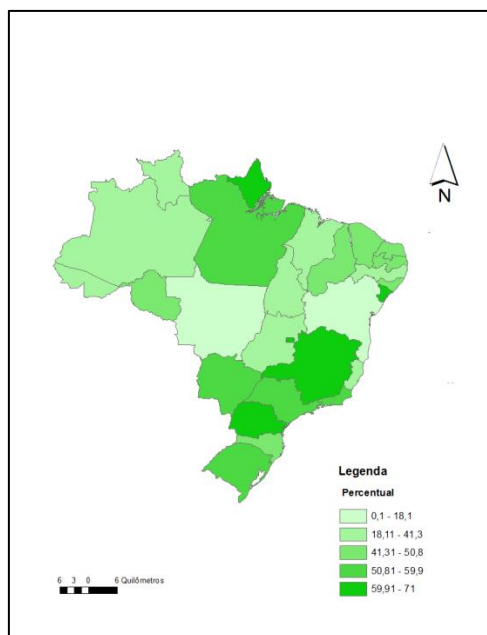 N
Legenda
Percentual
0,1 - 18,1
18,11 - 41,3
41,31 - 50,8
50,81 - 59,9
59,91 - 71
6 3 0 6 Quilômetros